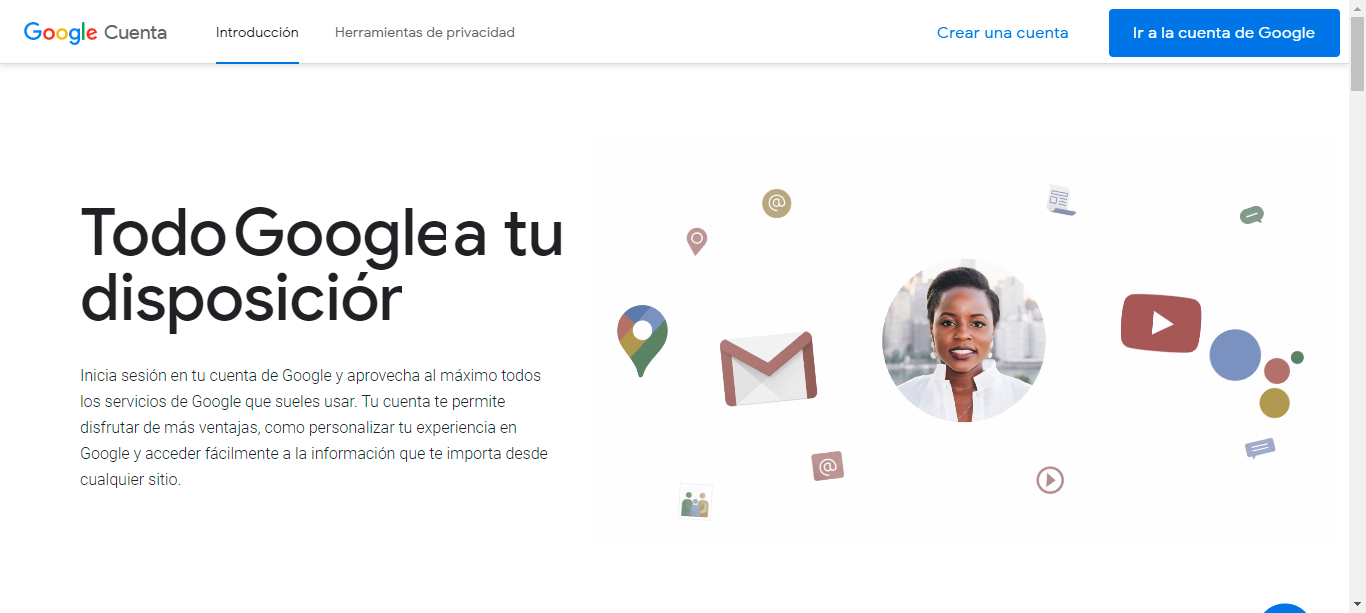 Google Cuenta
Introducción
Herramientas de privacidad
Crear una cuenta
Ir a la cuenta de Google
Todo Google a tu
disposición
Inicia sesión en tu cuenta de Google y aprovecha al máximo todos
los servicios de Google que sueles usar. Tu cuenta te permite
disfrutar de más ventajas, como personalizar tu experiencia en
Google y acceder fácilmente a la información que te importa desde
cualquier sitio.